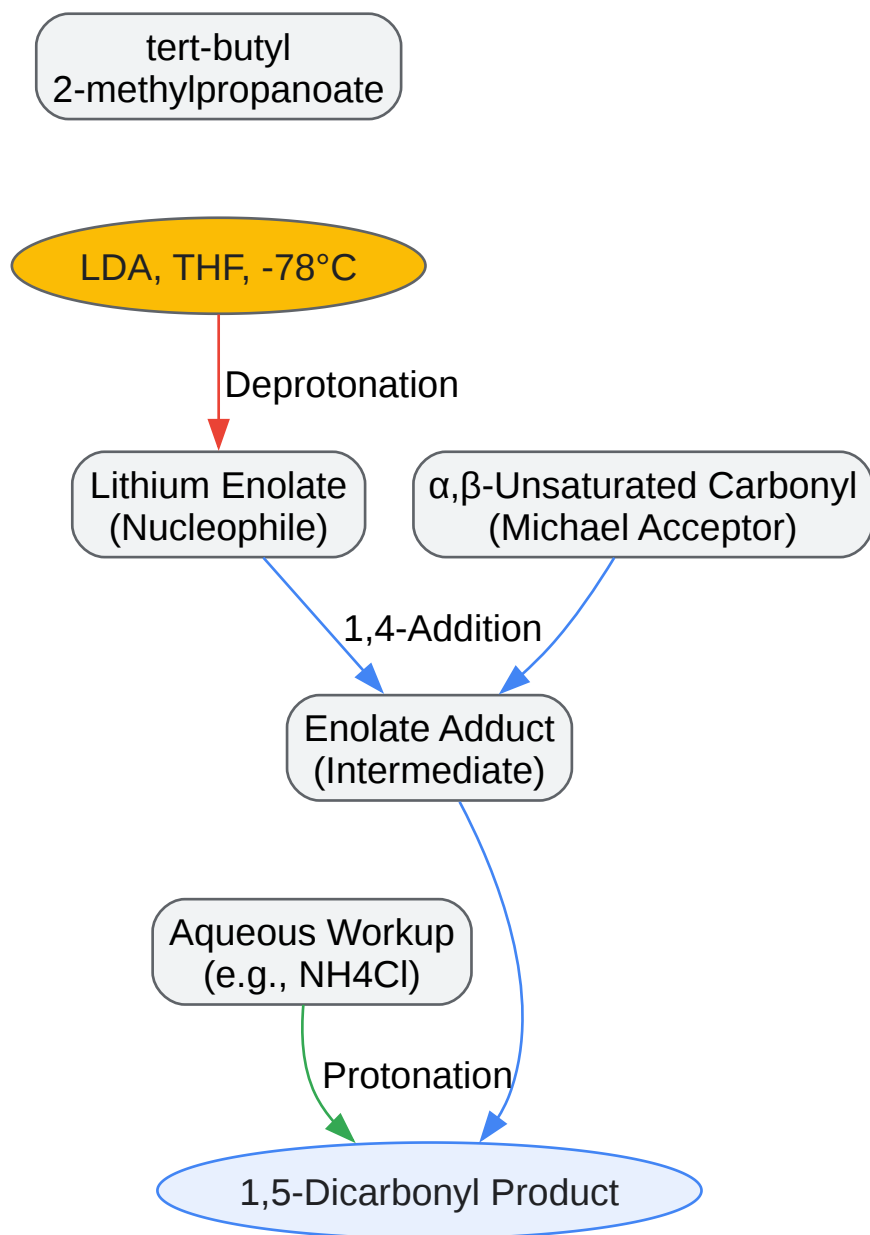 tert-butyl
2-methylpropanoate
LDA, THF, -78°C
Deprotonation
Lithium Enolate
(Nucleophile)
α,β-Unsaturated Carbonyl
(Michael Acceptor)
1,4-Addition
Enolate Adduct
(Intermediate)
Aqueous Workup
(e.g., NH4Cl)
Protonation
1,5-Dicarbonyl Product